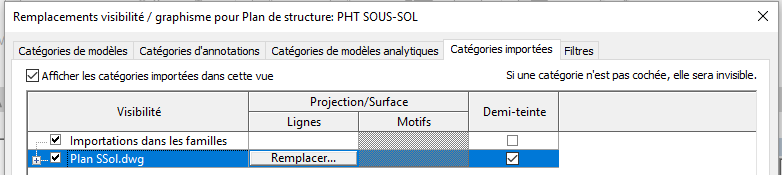 Remplacements visibilité / graphisme pour Plan de structure: PHT SOUS-SOL
Catégories de modèles Catégories d'annotations Catégories de modèles analytiques Catégories importées Filtres
Afficher les catégories importées dans cette vue Si une catégorie n'est pas cochée, elle sera invisible.
Visibilité Projection/Surface Demi-teinte
Lignes Motifs
Importations dans les familles
Plan SSol.dwg Remplacer...